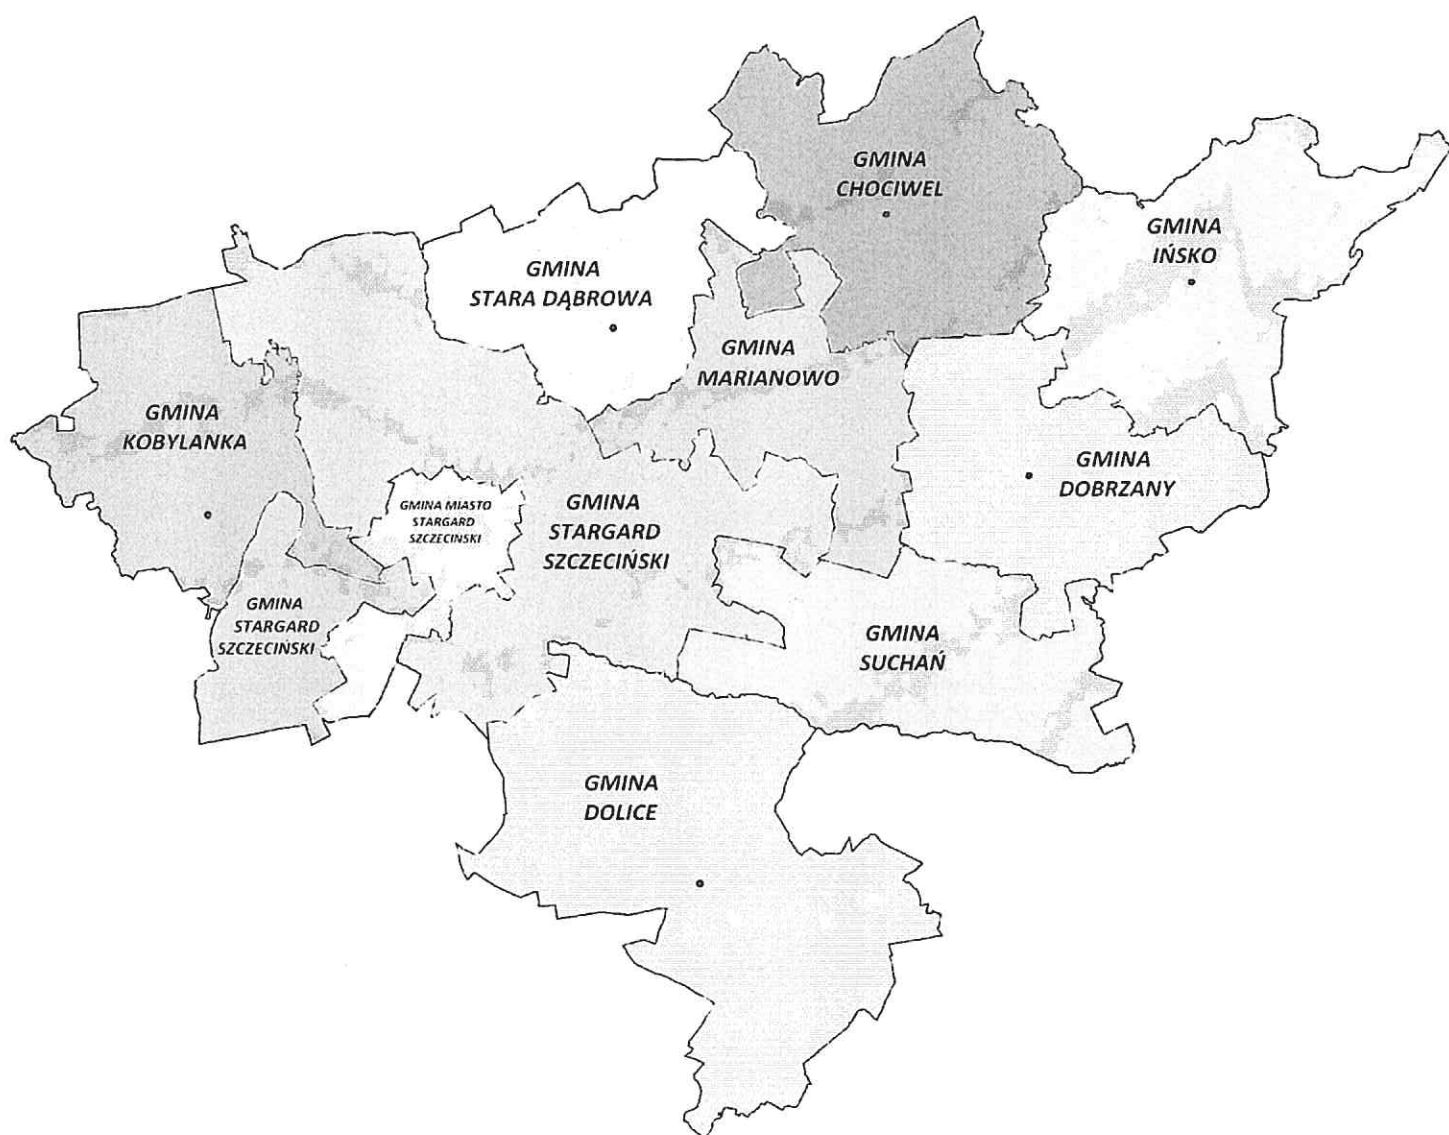 GMINA
CHOCIWEL
GMINA
IŃSKO
GMINA
STARA DĄBROWA
GMINA
MARIANOWO
GMINA
KOBYLANKA
GMINA
DOBRZANY
GMINA MIASTO
STARGARD
SZCZECIŃSKI
GMINA
STARGARD
SZCZECIŃSKI
GMINA
STARGARD
SZCZECIŃSKI
GMINA
SUCHAŃ
GMINA
DOLICE